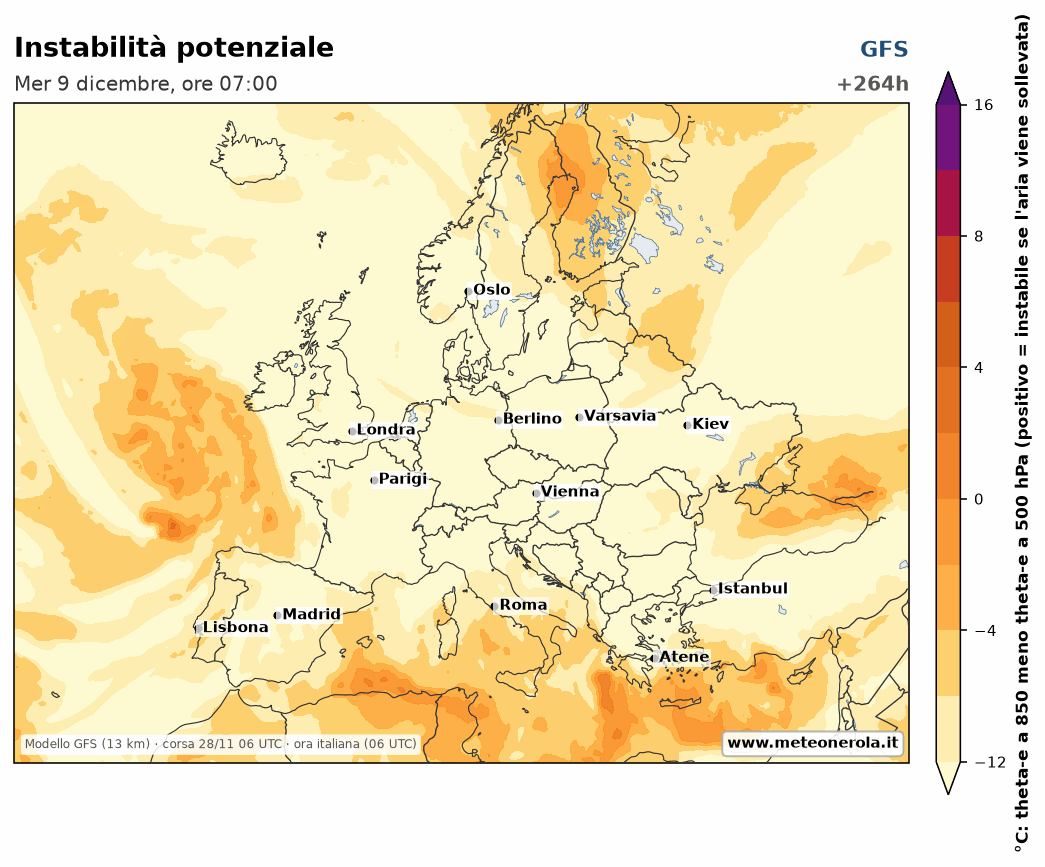 Instabilità potenziale
GFS
Mer 9 dicembre, ore 07:00
+264h
Oslo
Berlino
Varsavia
Kiev
Londra
Parigi
Vienna
Istanbul
Roma
Madrid
Lisbona
Atene
Modello GFS (13 km) · corsa 28/11 06 UTC · ora italiana (06 UTC)
www.meteonerola.it
16
8
4
0
−4
−12
°C: theta-e a 850 meno theta-e a 500 hPa (positivo = instabile se l'aria viene sollevata)